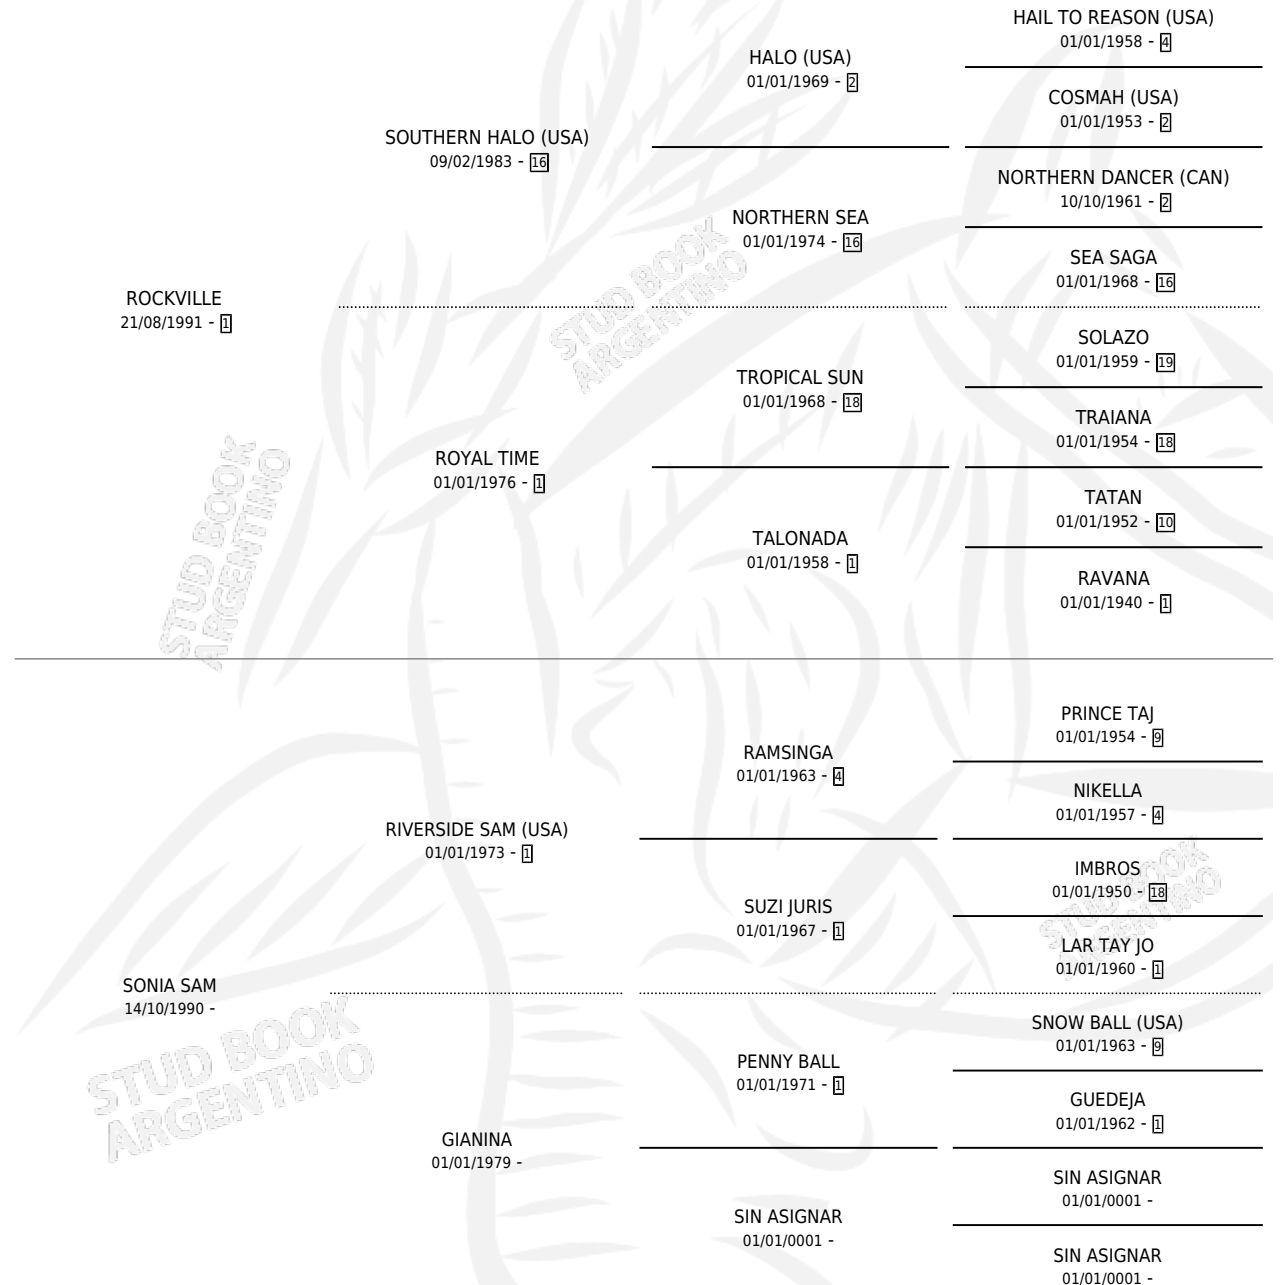 HAIL TO REASON (USA)
01/01/1958 - 4
HALO (USA)
01/01/1969 - 2
COSMAH (USA)
01/01/1953 - 2
SOUTHERN HALO (USA)
09/02/1983 - 16
NORTHERN DANCER (CAN)
10/10/1961 - 2
NORTHERN SEA
01/01/1974 - 16
SEA SAGA
01/01/1968 - 16
STUD BOOK
ARGENTINO
ROCKVILLE
21/08/1991 - 1
SOLAZO
01/01/1959 - 19
TROPICAL SUN
01/01/1968 - 18
TRAIANA
01/01/1954 - 18
ROYAL TIME
01/01/1976 - 1
TATAN
01/01/1952 - 10
TALONADA
01/01/1958 - 1
RAVANA
01/01/1940 - 1
STUD BOOK
ARGENTINO
PRINCE TAJ
01/01/1954 - 9
RAMSINGA
01/01/1963 - 4
NIKELLA
01/01/1957 - 4
RIVERSIDE SAM (USA)
01/01/1973 - 1
IMBROS
01/01/1950 - 18
SUZI JURIS
01/01/1967 - 1
LAR TAY JO
01/01/1960 - 1
STUD BOOK
ARGENTINO
SONIA SAM
14/10/1990 -
SNOW BALL (USA)
01/01/1963 - 9
PENNY BALL
01/01/1971 - 1
GUEDEJA
01/01/1962 - 1
STUD BOOK
ARGENTINO
GIANINA
01/01/1979 -
SIN ASIGNAR
01/01/0001 -
SIN ASIGNAR
01/01/0001 -
SIN ASIGNAR
01/01/0001 -